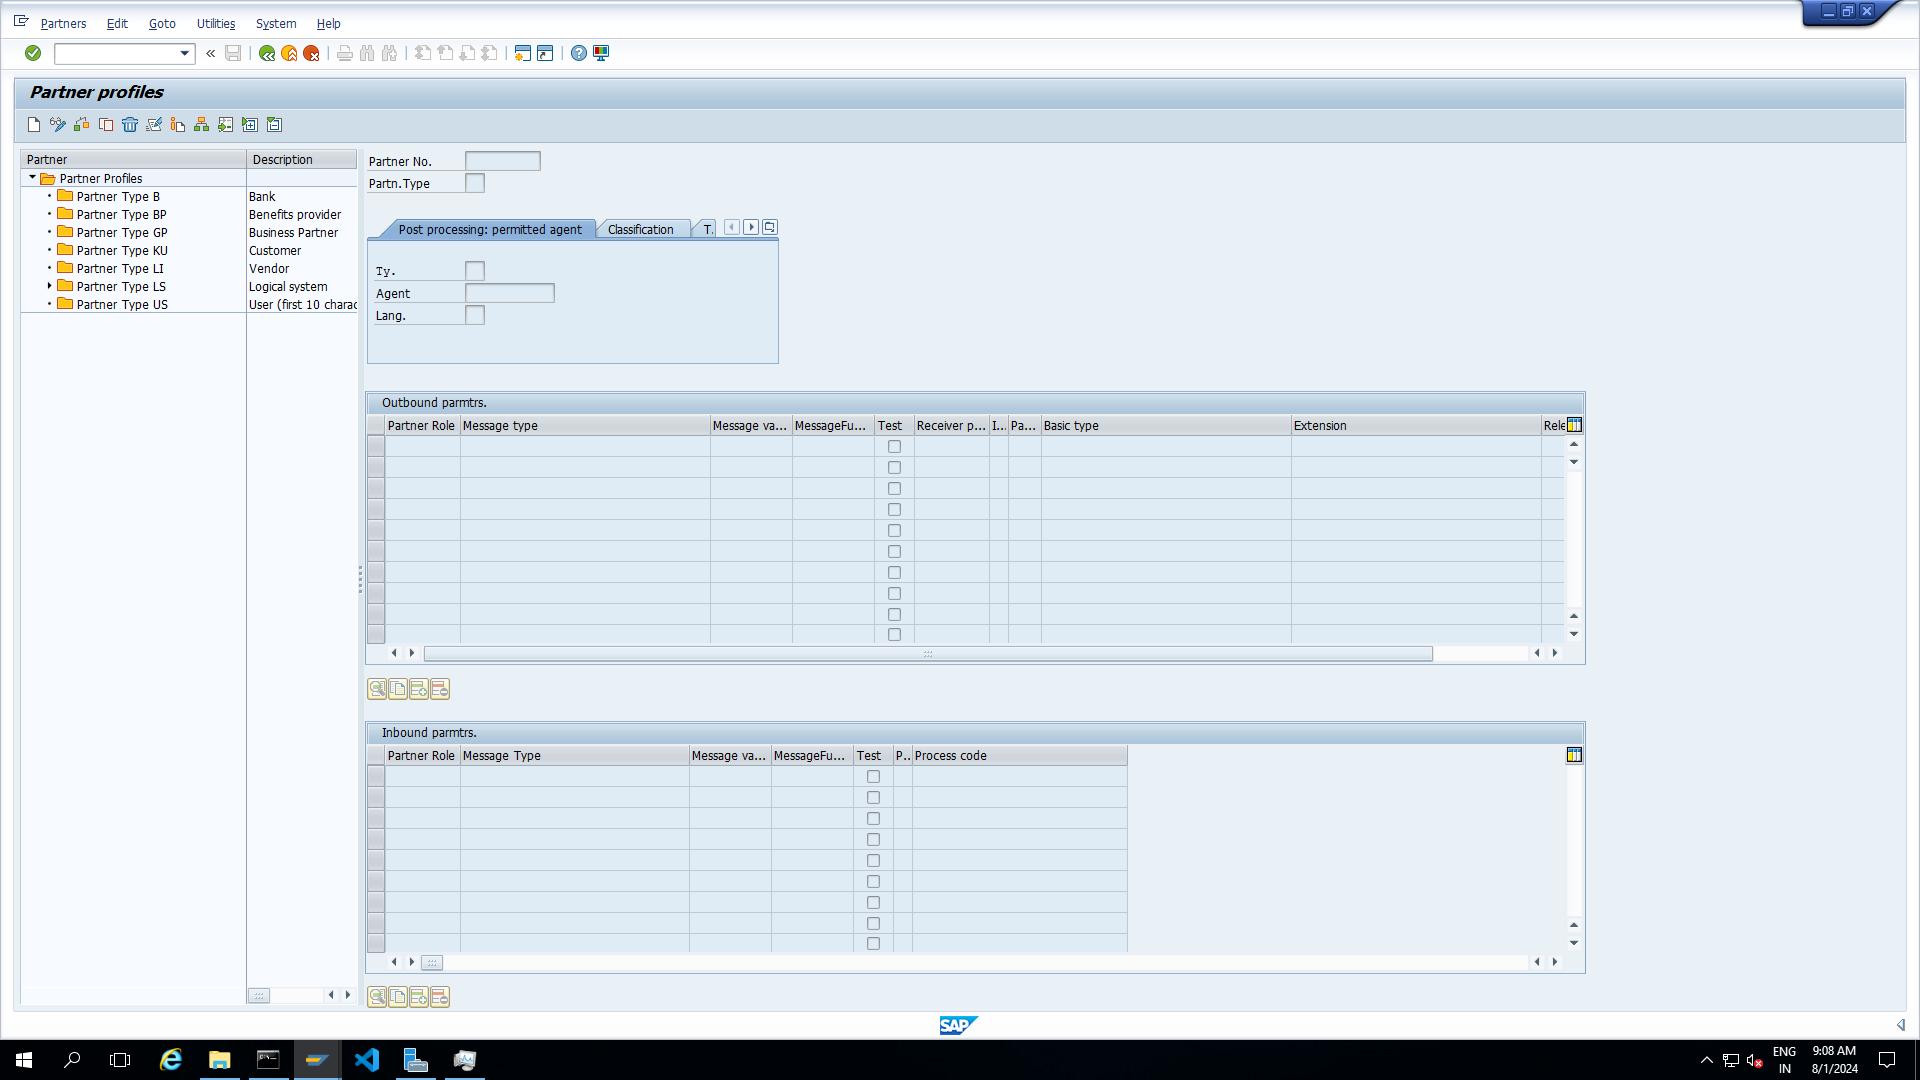 Partners Edit Goto Utilities System Help
Partner profiles
Partner Description
Partner Profiles
Partner Type B Bank
Partner Type BP Benefits provider
Partner Type GP Business Partner
Partner Type KU Customer
Partner Type LI Vendor
Partner Type LS Logical system
Partner Type US User (first 10 charac
Partner No.
Partn.Type
Post processing: permitted agent Classification T.
Ty.
Agent
Lang.
Outbound parmtrs.
Partner Role Message type Message va... MessageFu... Test Receiver p... I... Pa... Basic type Extension Rele
Inbound parmtrs.
Partner Role Message Type Message va... MessageFu... Test P.. Process code
SAP
ENG
IN
9:08 AM
8/1/2024